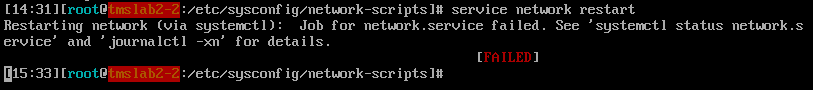 [14:31][root@tmslab2-2:/etc/sysconfig/network-scripts]# service network restart
Restarting network (via systemctl):  Job for network.service failed. See 'systemctl status network.s
ervice' and 'journalctl -xn' for details.
[FAILED]
[15:33][root@tmslab2-2:/etc/sysconfig/network-scripts]#